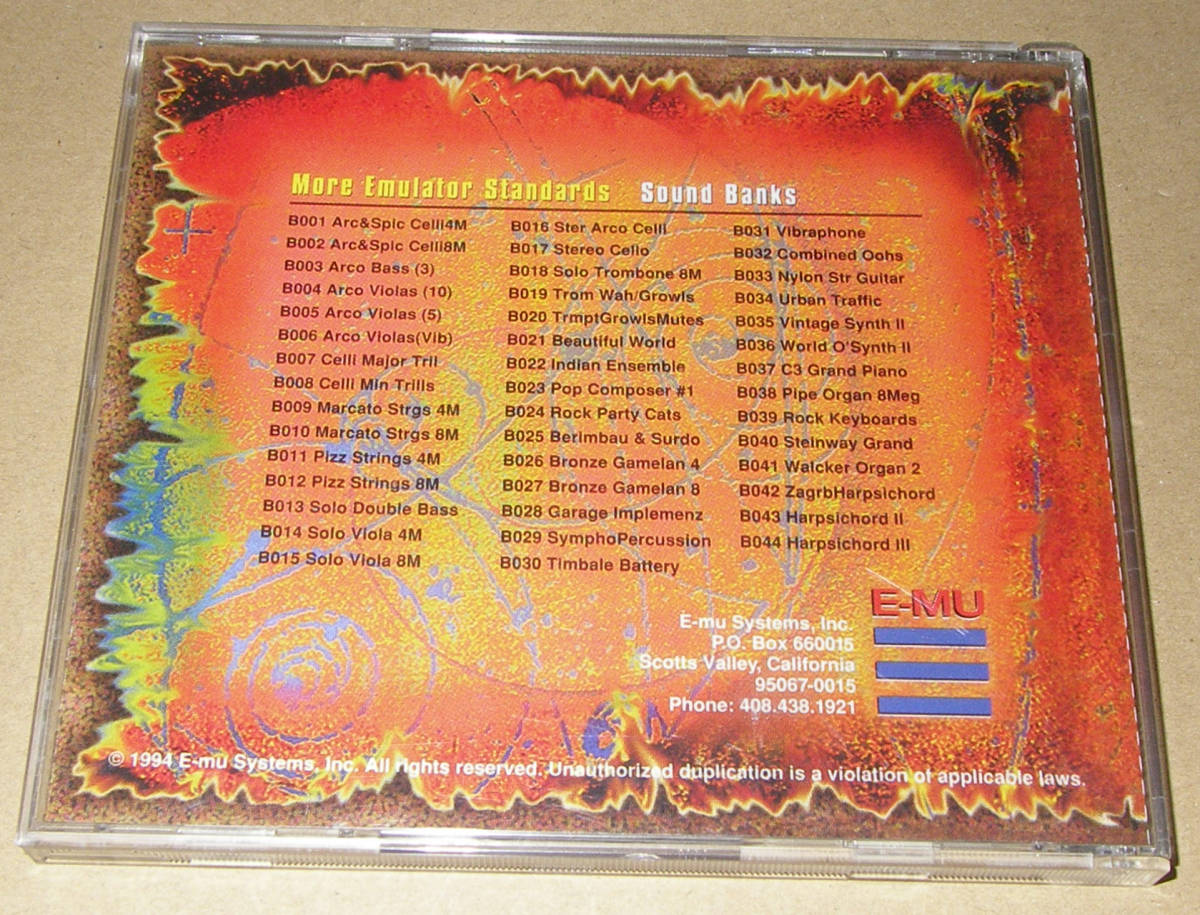 More Emulator Standards Sound Banks
B001 Arc&Spic Celli4M
B002 Arc&Spic Celli8M
B003 Arco Bass (3)
B004 Arco Violas (10)
B005 Arco Violas (5)
B006 Arco Violas(Vib)
B007 Celli Major Tril
B008 Celli Min Trills
B009 Marcato Strgs 4M
B010 Marcato Strgs 8M
B011 Pizz Strings 4M
B012 Pizz Strings 8M
B013 Solo Double Bass
B014 Solo Viola 4M
B015 Solo Viola 8M
B016 Ster Arco Celli
B017 Stereo Cello
B018 Solo Trombone 8M
B019 Trom Wah/Growls
B020 TrmptGrowlsMutes
B021 Beautiful World
B022 Indian Ensemble
B023 Pop Composer #1
B024 Rock Party Cats
B025 Berimbau & Surdo
B026 Bronze Gamelan 4
B027 Bronze Gamelan 8
B028 Garage Implemenz
B029 SymphoPercussion
B030 Timbale Battery
B031 Vibraphone
B032 Combined Oohs
B033 Nylon Str Guitar
B034 Urban Traffic
B035 Vintage Synth II
B036 World O'Synth II
B037 C3 Grand Piano
B038 Pipe Organ 8Meg
B039 Rock Keyboards
B040 Steinway Grand
B041 Walcker Organ 2
B042 ZagrbHarpsichord
B043 Harpsichord II
B044 Harpsichord III
E-MU
E-mu Systems, Inc.
P.O. Box 660015
Scotts Valley, California
95067-0015
Phone: 408.438.1921
© 1994 E-mu Systems, Inc. All rights reserved. Unauthorized duplication is a violation of applicable laws.